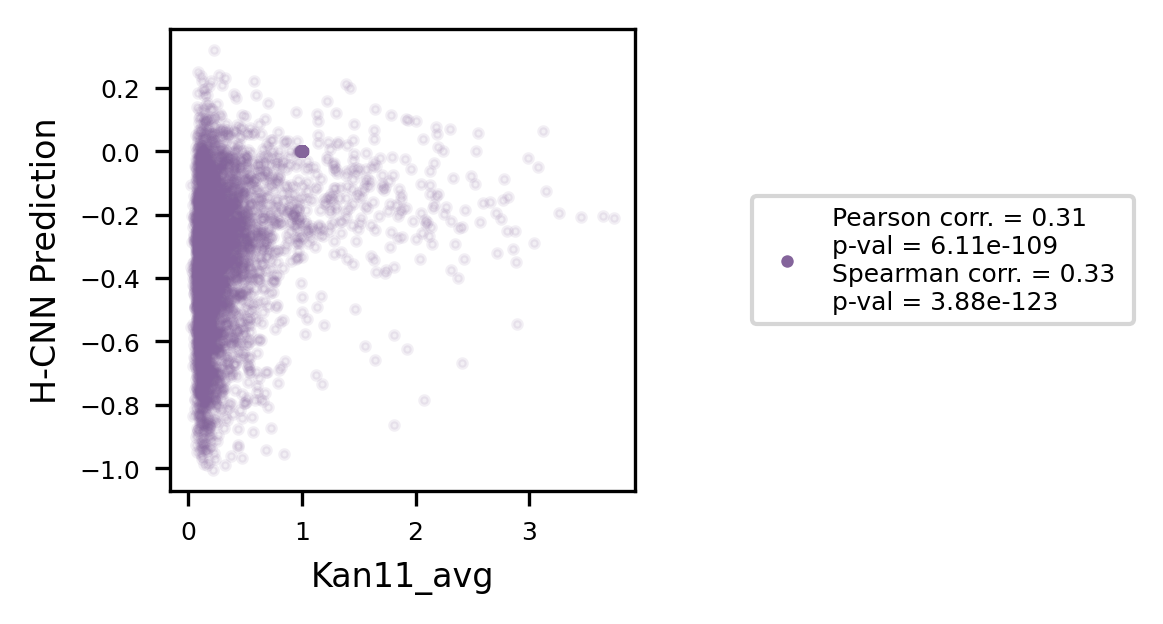 H-CNN Prediction
0.2
0.0
−0.2
−0.4
−0.6
−0.8
−1.0
0 1 2 3
Kan11_avg
Pearson corr. = 0.31
p-val = 6.11e-109
Spearman corr. = 0.33
p-val = 3.88e-123